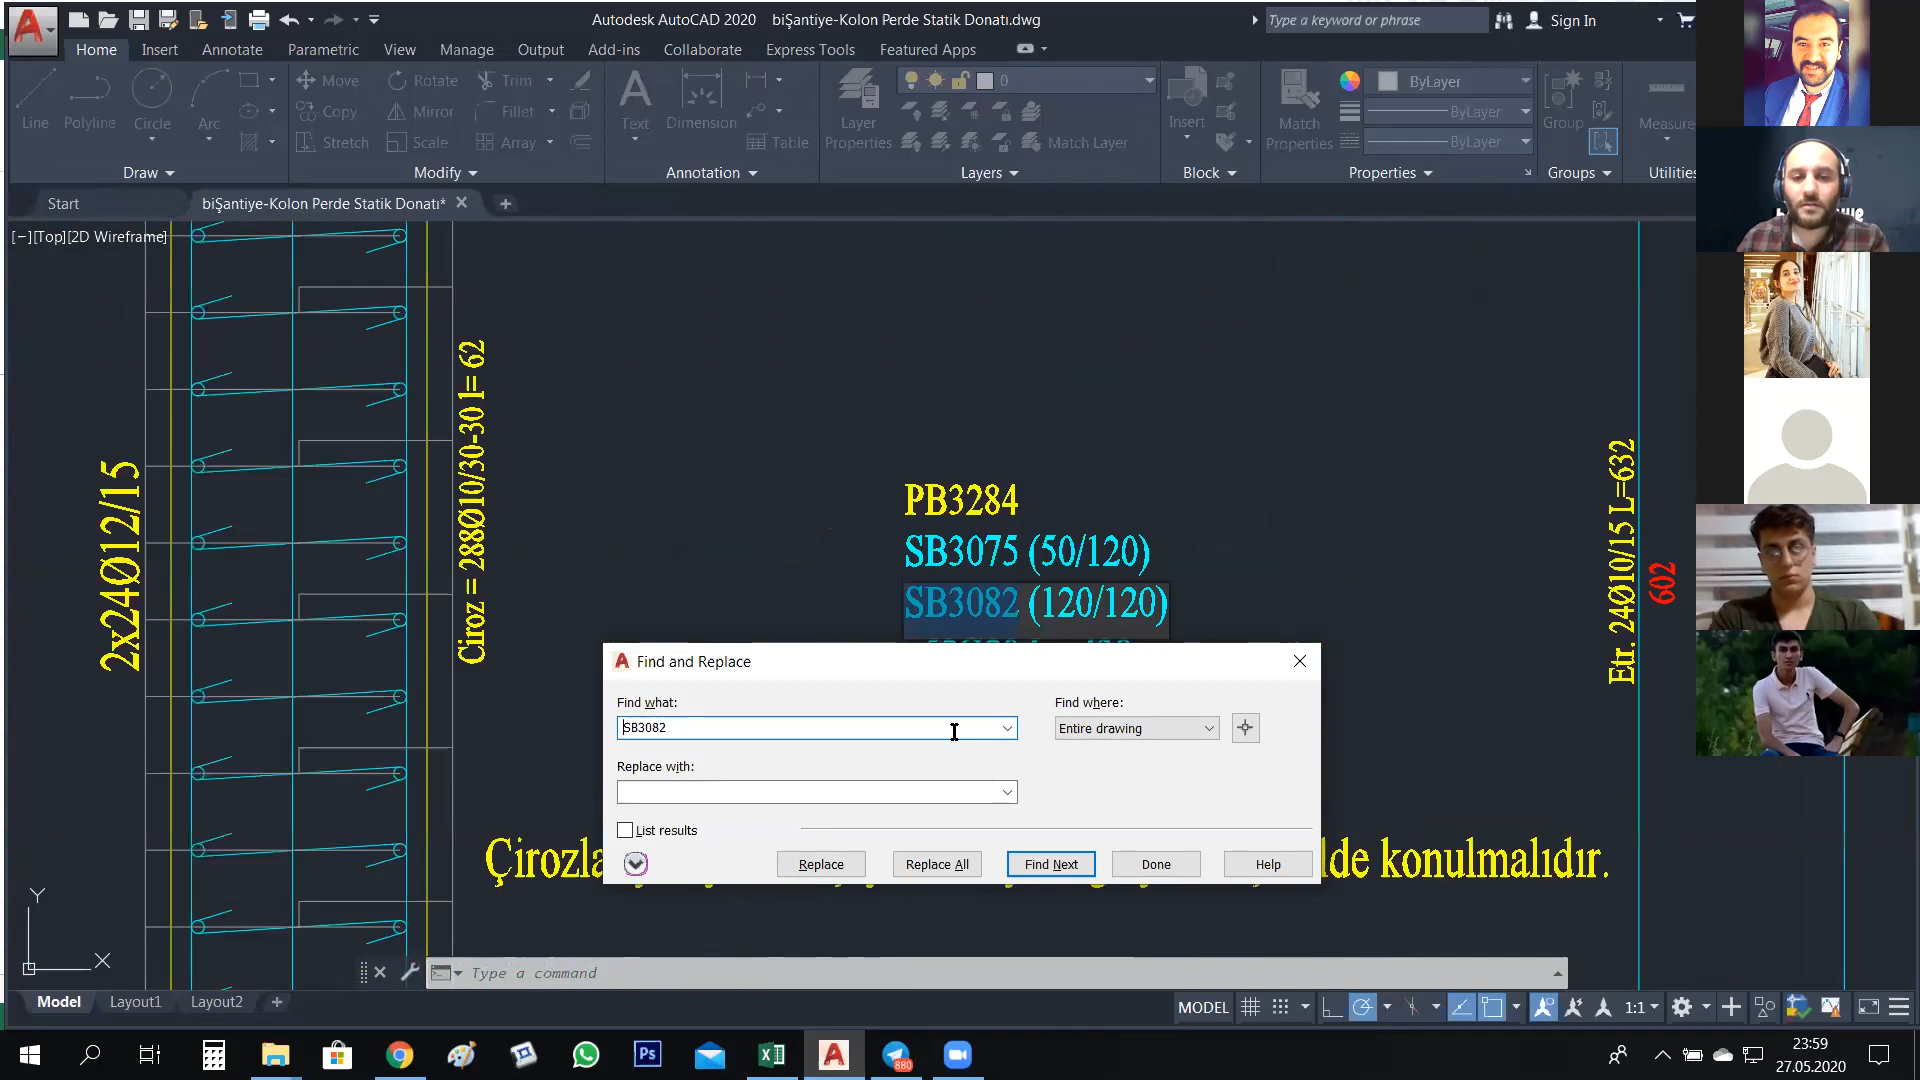 Autodesk AutoCAD 2020 biŞantiye-Kolon Perde Statik Donatı.dwg
Type a keyword or phrase
Sign In
Home Insert Annotate Parametric View Manage Output Add-ins Collaborate Express Tools Featured Apps
Line Polyline Circle Arc
Move Rotate Trim
Copy Mirror Fillet
Stretch Scale Array
Text Dimension Table
Layer Properties
0
Match Layer
Insert
Match Properties
ByLayer
ByLayer
ByLayer
Group
Measure
Draw Modify Annotation Layers Block Properties Groups Utilities
Start biŞantiye-Kolon Perde Statik Donatı*
[−][Top][2D Wireframe]
2x24Ø12/15
Çiroz = 288Ø10/30-30 l= 62
PB3284
SB3075 (50/120)
SB3082 (120/120)
Etr. 24Ø10/15 L=632
602
Find and Replace
Find what:
SB3082
Find where:
Entire drawing
Replace with:
List results
Replace Replace All Find Next Done Help
konulmalıdır.
Y
X
Type a command
Model Layout1 Layout2
MODEL 1:1
Ps
880
23:59
27.05.2020